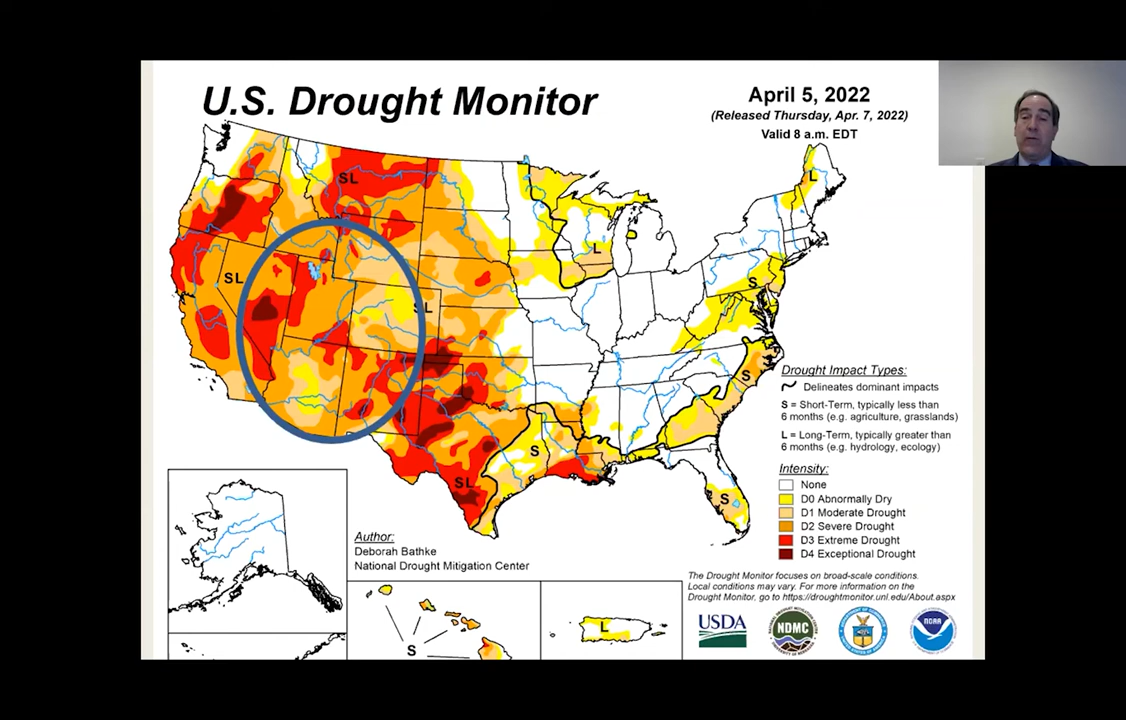 U.S. Drought Monitor
April 5, 2022
(Released Thursday, Apr. 7, 2022)
Valid 8 a.m. EDT
SL
L
L
SL
SL
S
S
S
SL
S
Drought Impact Types:
Delineates dominant impacts
S = Short-Term, typically less than
6 months (e.g. agriculture, grasslands)
L = Long-Term, typically greater than
6 months (e.g. hydrology, ecology)
Intensity:
None
D0 Abnormally Dry
D1 Moderate Drought
D2 Severe Drought
D3 Extreme Drought
D4 Exceptional Drought
Author:
Deborah Bathke
National Drought Mitigation Center
The Drought Monitor focuses on broad-scale conditions.
Local conditions may vary. For more information on the
Drought Monitor, go to https://droughtmonitor.unl.edu/About.aspx
S
L
USDA
NDMC
NOAA